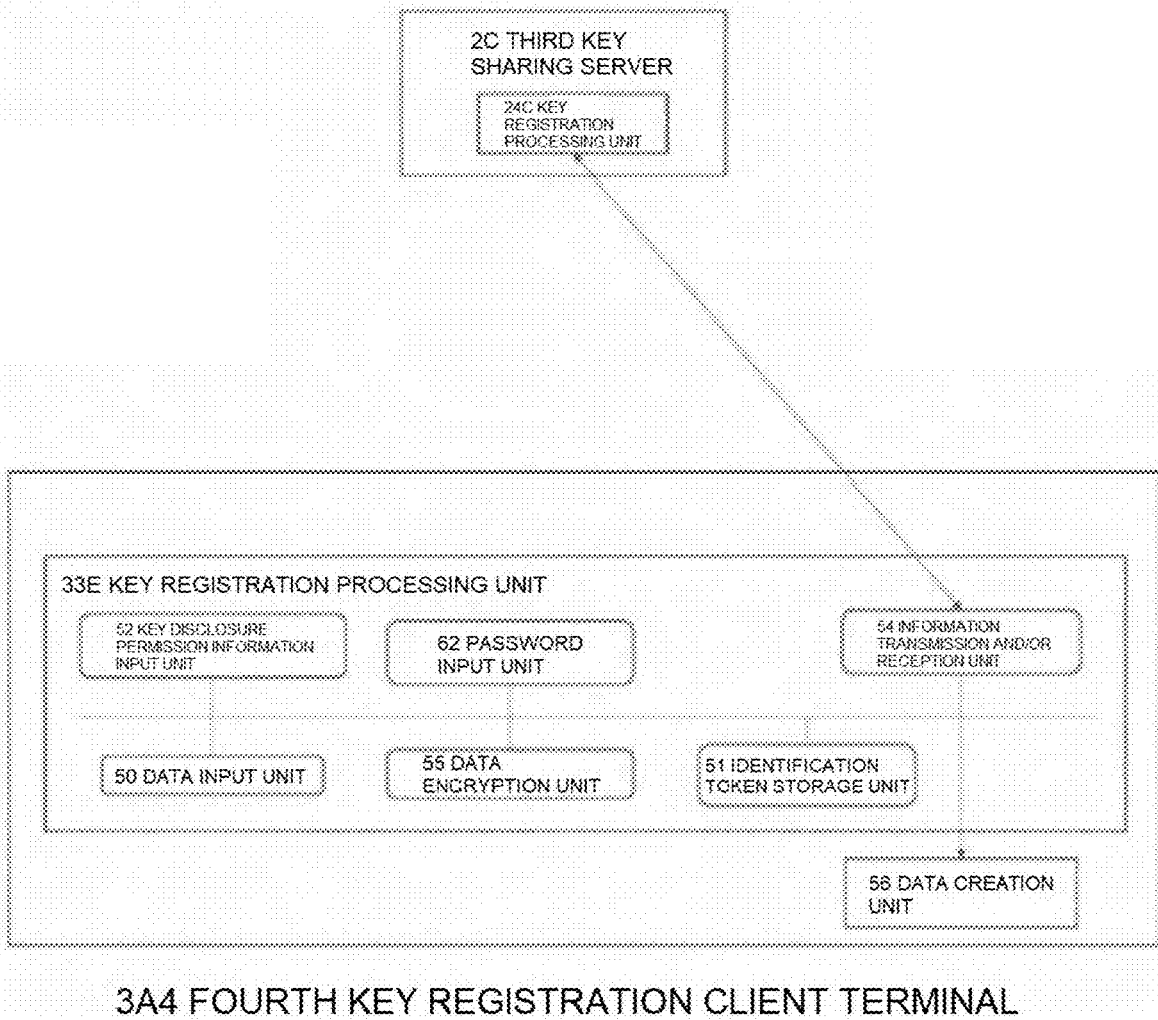 2C THIRD KEY
SHARING SERVER
24C KEY
REGISTRATION
PROCESSING UNIT
33E KEY REGISTRATION PROCESSING UNIT
52 KEY DISCLOSURE
PERMISSION INFORMATION
INPUT UNIT
62 PASSWORD
INPUT UNIT
54 INFORMATION
TRANSMISSION AND/OR
RECEPTION UNIT
50 DATA INPUT UNIT
55 DATA
ENCRYPTION UNIT
51 IDENTIFICATION
TOKEN STORAGE UNIT
56 DATA CREATION
UNIT
3A4 FOURTH KEY REGISTRATION CLIENT TERMINAL